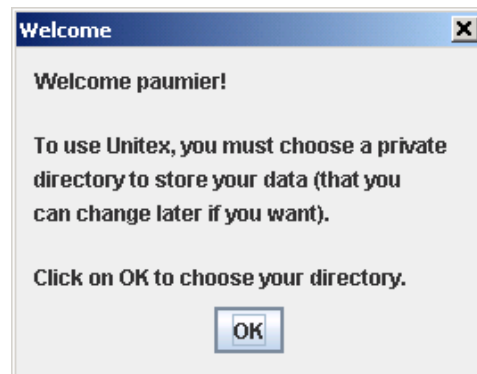 Welcome
Welcome paumier!
To use Unitex, you must choose a private
directory to store your data (that you
can change later if you want).
Click on OK to choose your directory.
OK